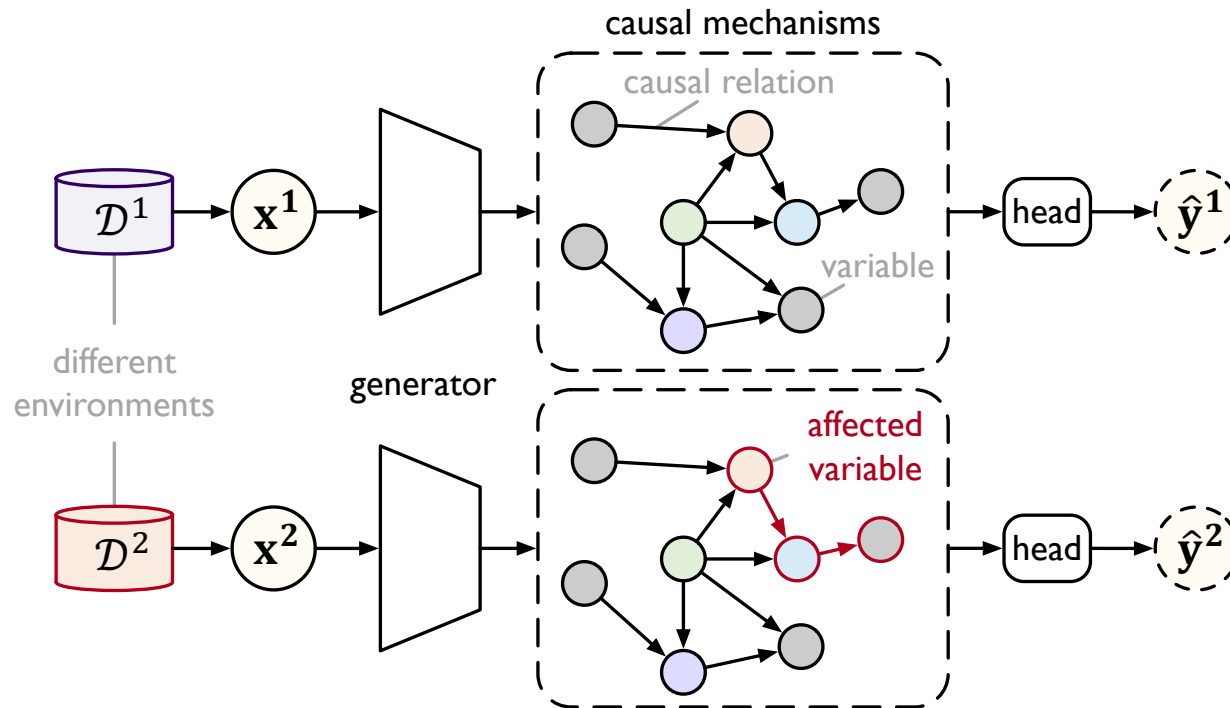 causal mechanisms
causal relation
𝒟¹
𝐱¹
head
ŷ¹
variable
different
environments
generator
affected
variable
𝒟²
𝐱²
head
ŷ²